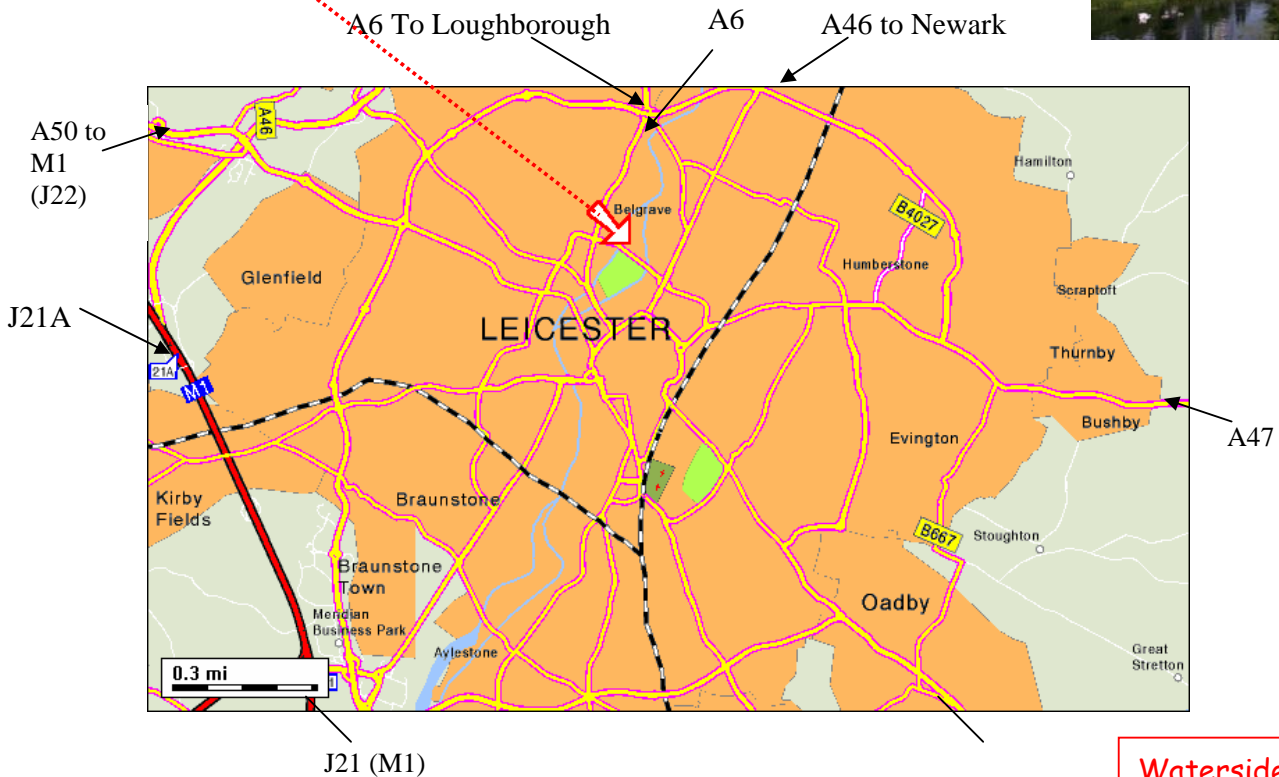 A6 To Loughborough
A6
A46 to Newark
A50 to
M1
(J22)
A46
Hamilton
Belgrave
B4027
Glenfield
Humberstone
Scraptoft
J21A
LEICESTER
Thurnby
21A
M1
Bushby
A47
Evington
Kirby
Fields
Braunstone
B667
Stoughton
Braunstone
Town
Oadby
Meridian
Business Park
Aylestone
Great
Stretton
0.3 mi
1
J21 (M1)
Waterside